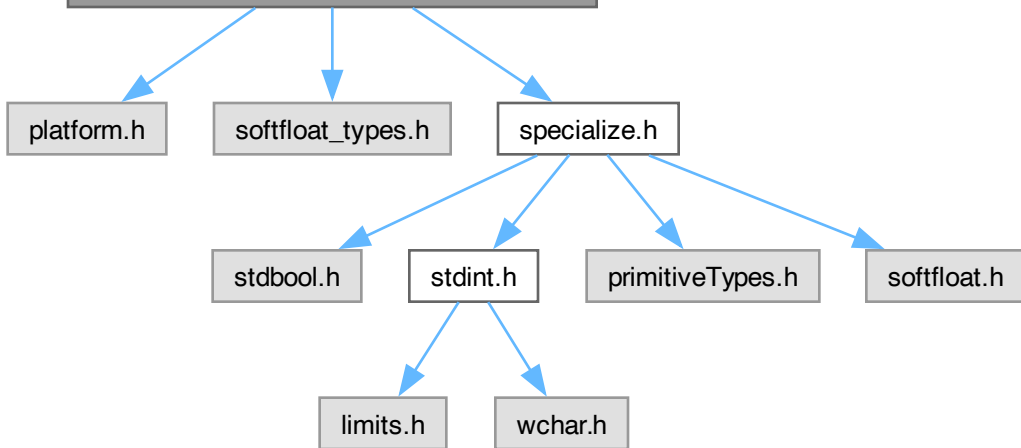 platform.h
softfloat_types.h
specialize.h
stdbool.h
stdint.h
primitiveTypes.h
softfloat.h
limits.h
wchar.h